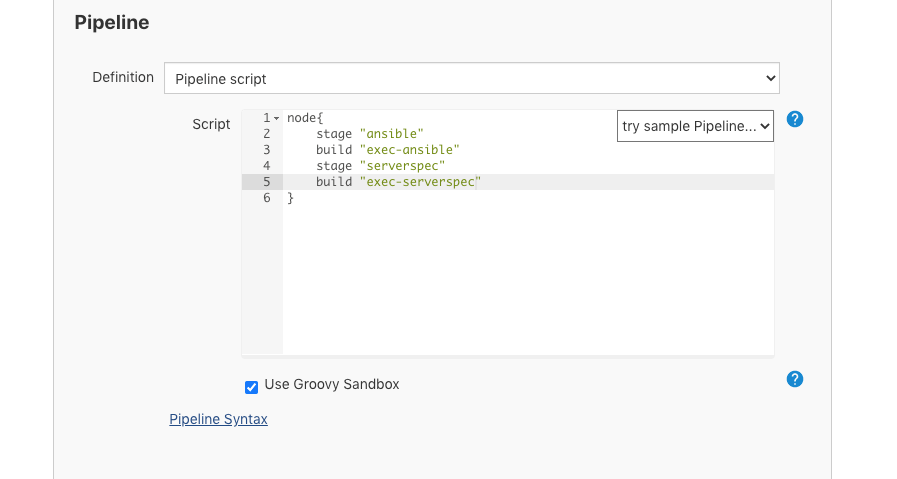 Pipeline
Definition
Pipeline script
Script
try sample Pipeline...
?
1 node{
2     stage "ansible"
3     build "exec-ansible"
4     stage "serverspec"
5     build "exec-serverspec"
6 }
Use Groovy Sandbox
?
Pipeline Syntax